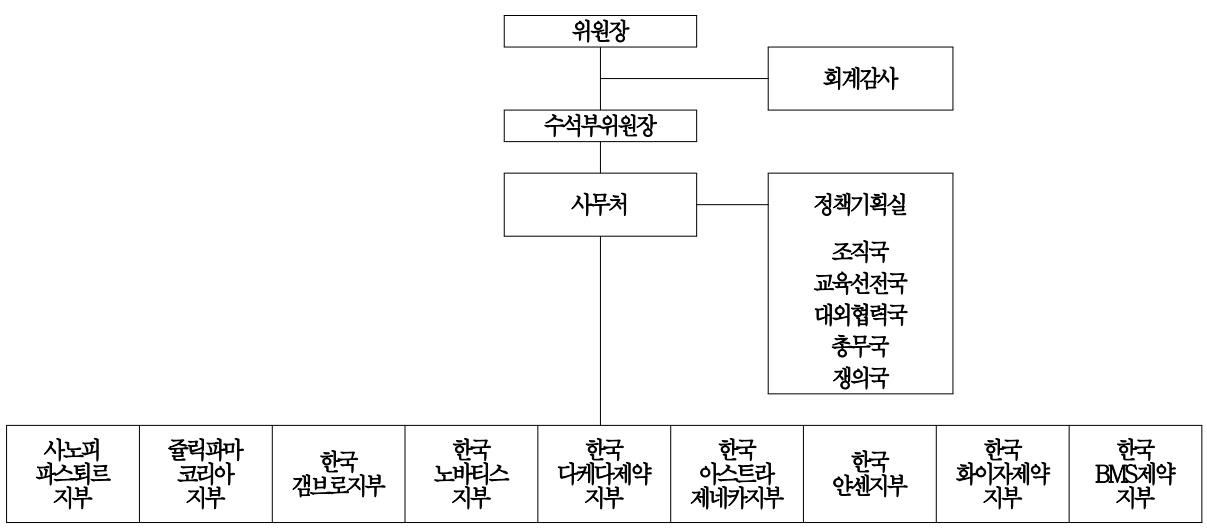 위원장
회계감사
수석부위원장
사무처
정책기획실
조직국
교육선전국
대외협력국
총무국
쟁의국
사노피
파스퇴르
지부
쥴릭파마
코리아
지부
한국
갬브로지부
한국
노바티스
지부
한국
다케다제약
지부
한국
아스트라
제네카지부
한국
얀센지부
한국
화이자제약
지부
한국
BMS제약
지부